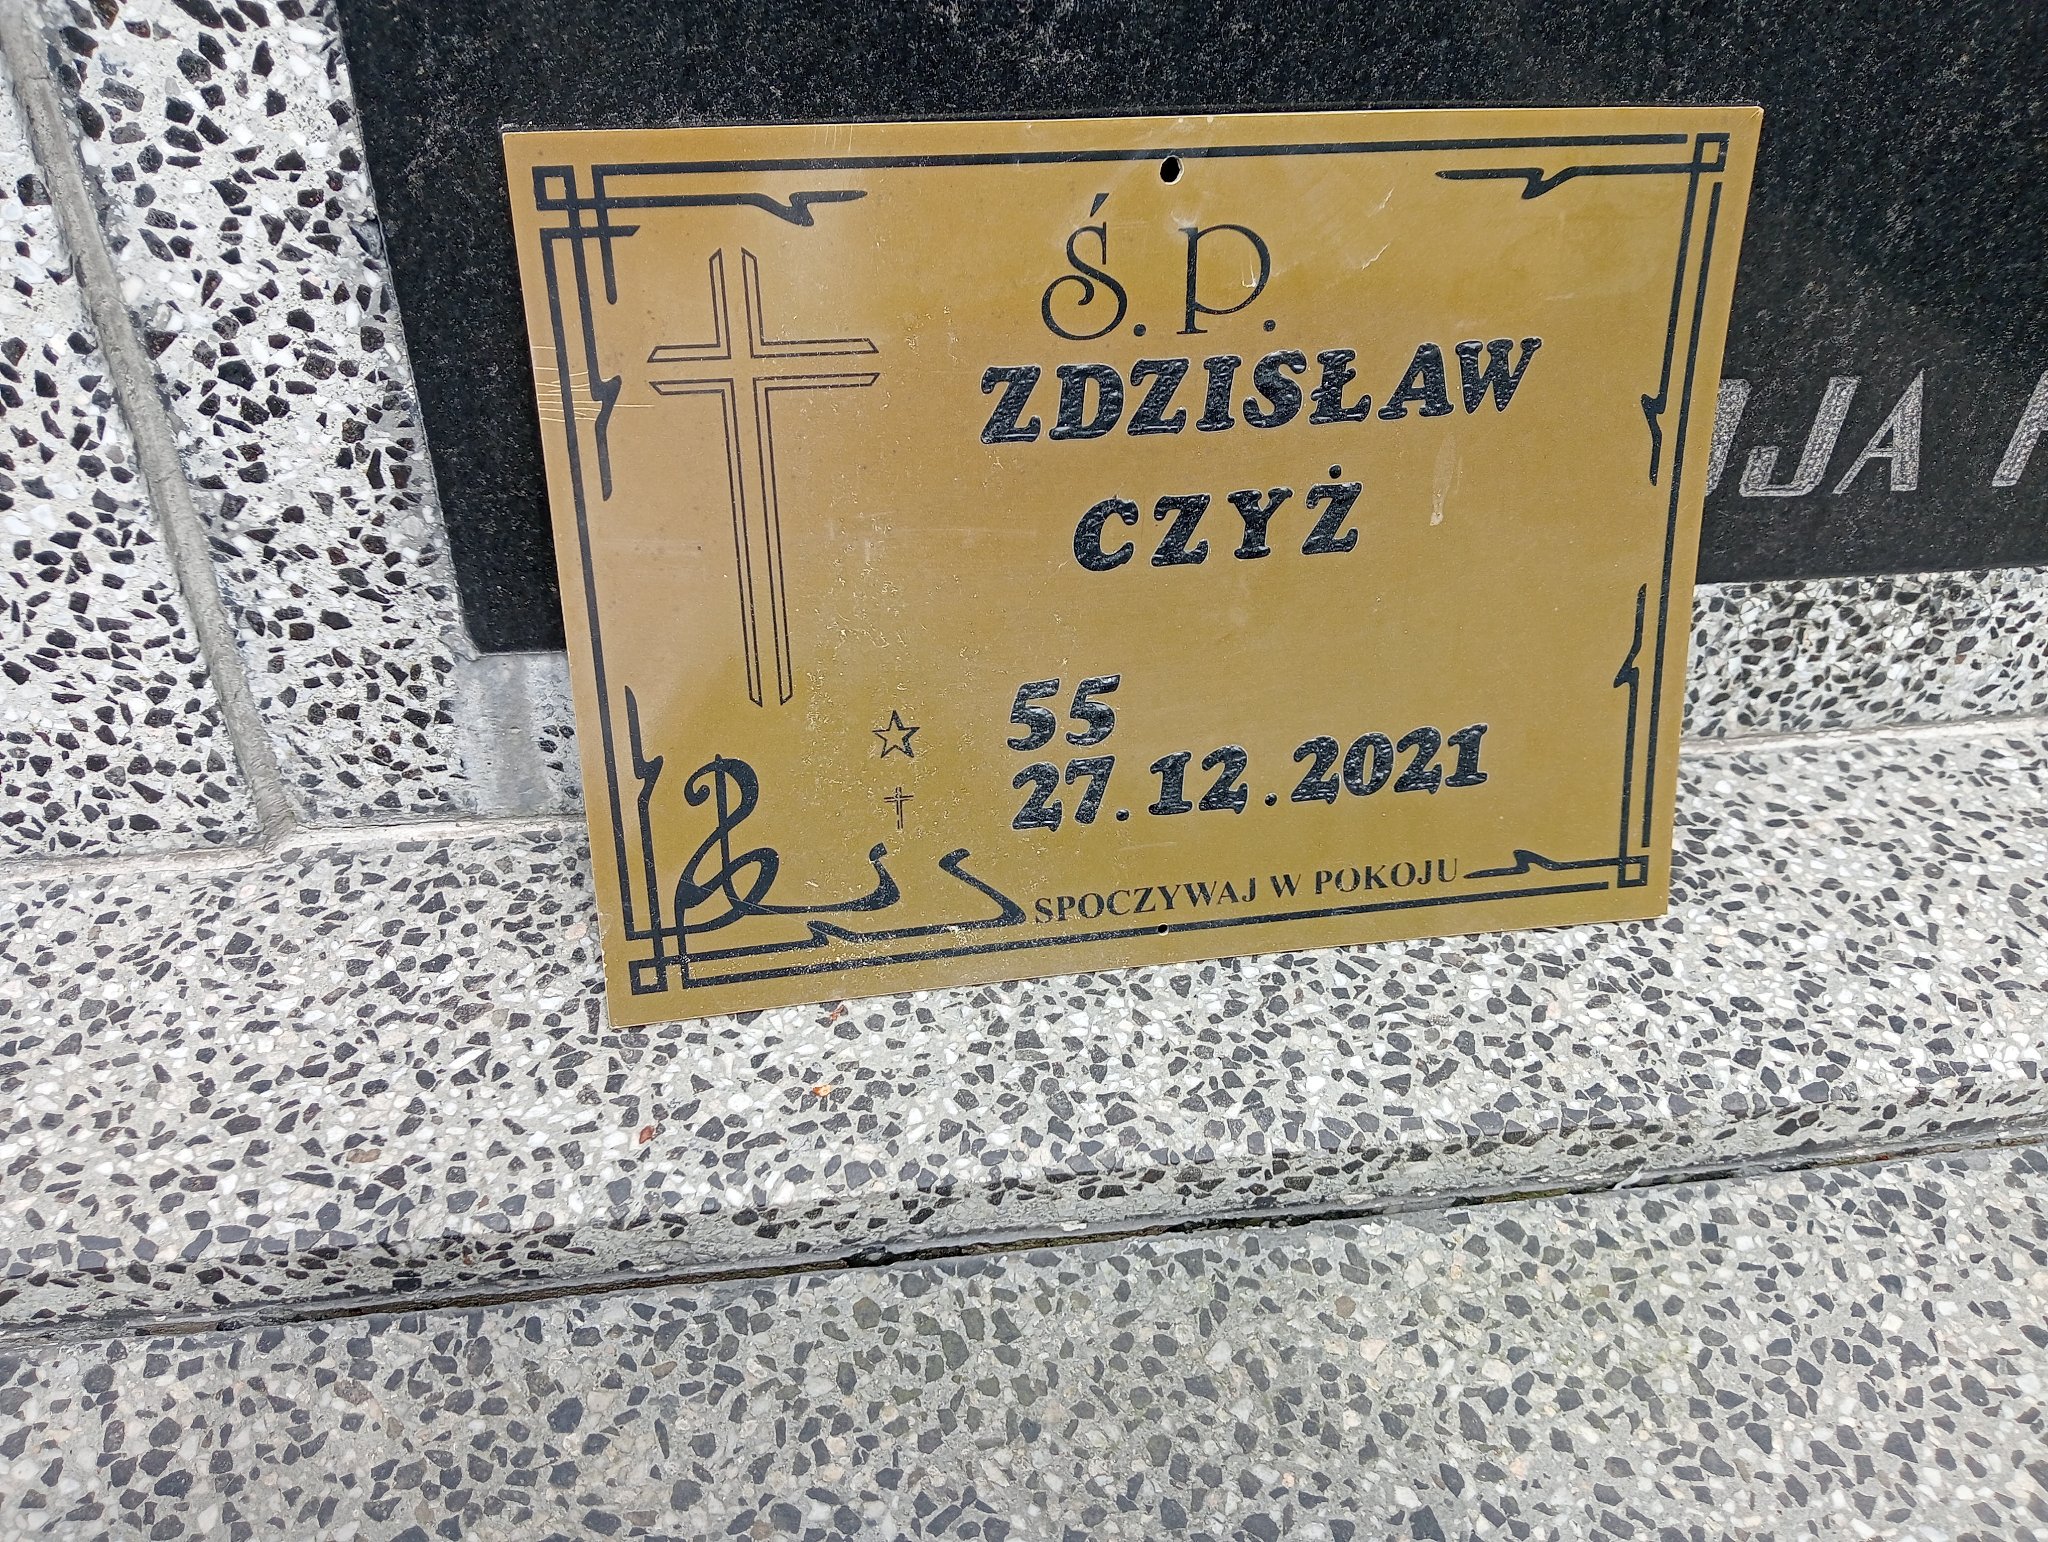 Ś. P.
ZDZISŁAW
CZYŻ
55
27.12.2021
SPOCZYWAJ W POKOJU